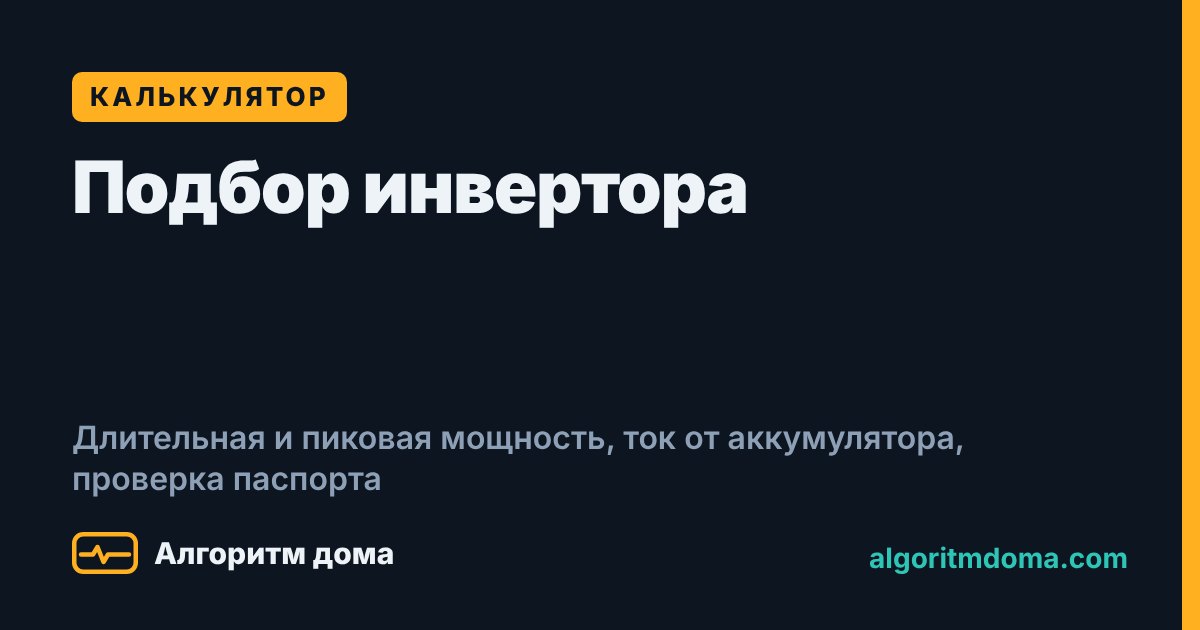 КАЛЬКУЛЯТОР
Подбор инвертора
Длительная и пиковая мощность, ток от аккумулятора,
проверка паспорта
Алгоритм дома
algoritmdoma.com